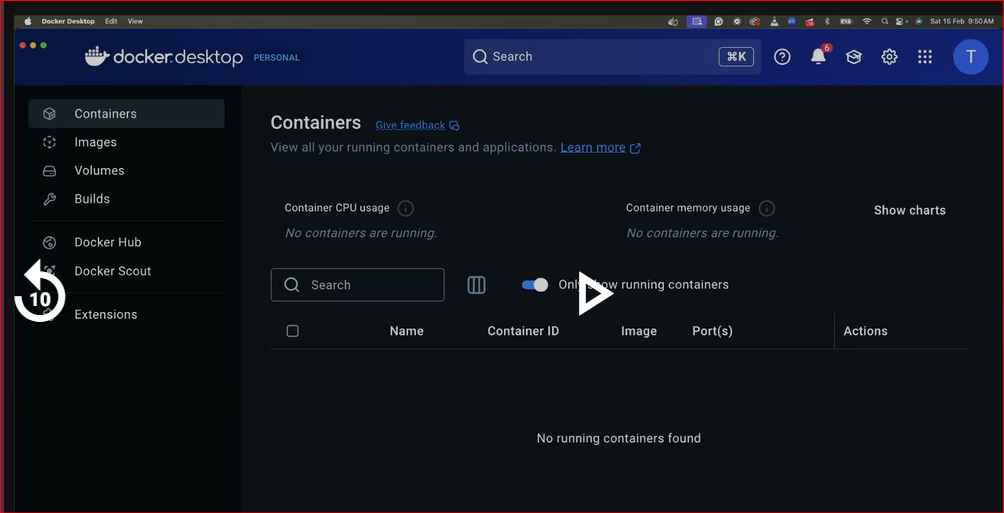 Docker Desktop Edit View Sat 15 Feb 9:50 AM
docker.desktop PERSONAL Search ⌘K 6 T
Containers
Images
Volumes
Builds
Docker Hub
Docker Scout
Extensions
10
Containers Give feedback
View all your running containers and applications. Learn more
Container CPU usage Container memory usage Show charts
No containers are running. No containers are running.
Search Only show running containers
Name Container ID Image Port(s) Actions
No running containers found